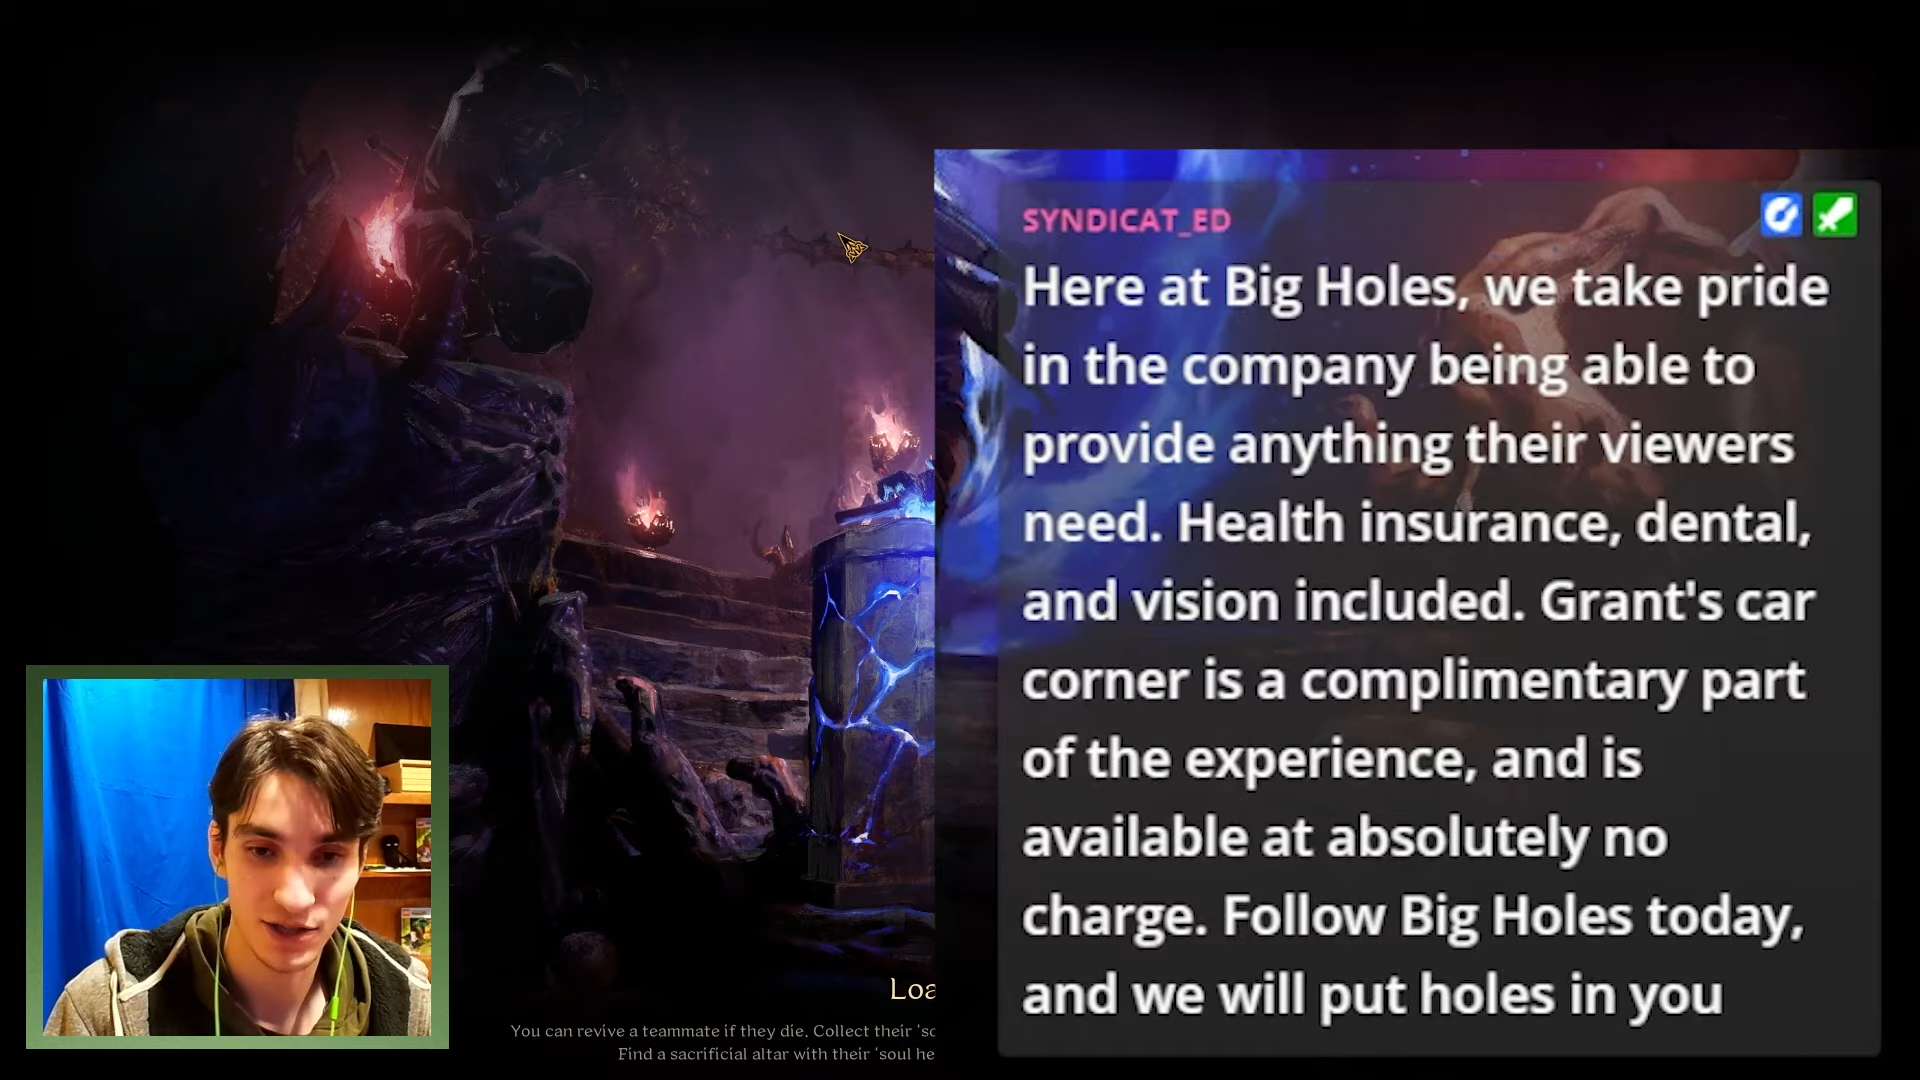 SYNDICAT_ED
Here at Big Holes, we take pride
in the company being able to
provide anything their viewers
need. Health insurance, dental,
and vision included. Grant's car
corner is a complimentary part
of the experience, and is
available at absolutely no
charge. Follow Big Holes today,
and we will put holes in you
Loa
You can revive a teammate if they die. Collect their 'so
Find a sacrificial altar with their 'soul he